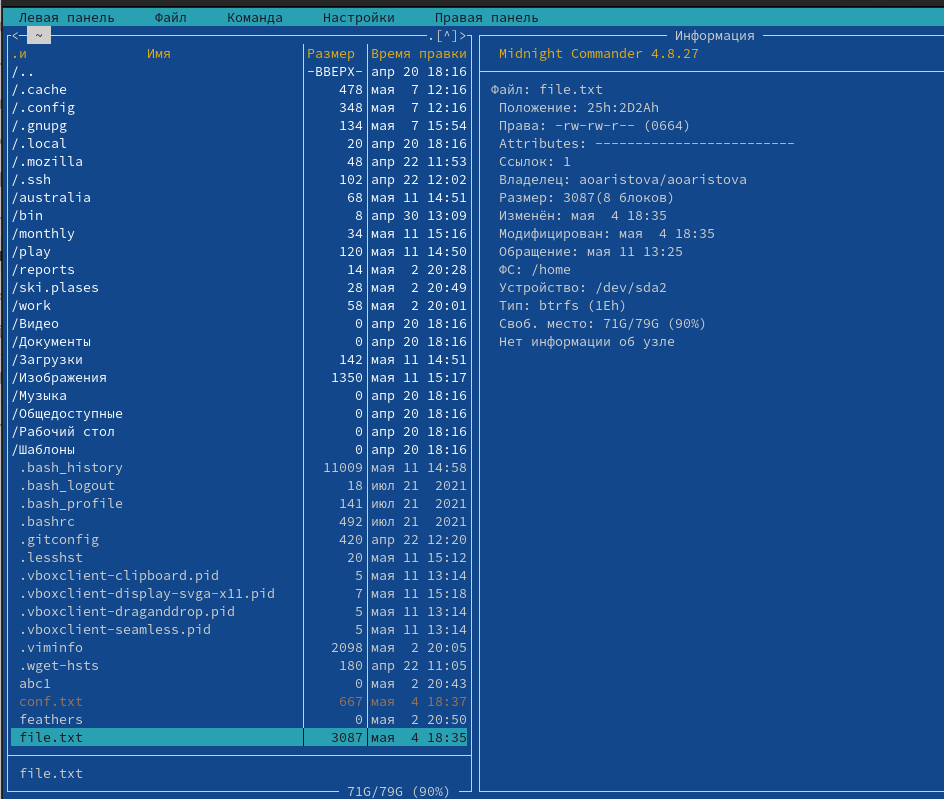 Левая панель Файл Команда Настройки Правая панель
<- ~ .[^]>
.и Имя Размер Время правки
/.. -ВВЕРХ- апр 20 18:16
/.cache 478 мая 7 12:16
/.config 348 мая 7 12:16
/.gnupg 134 мая 7 15:54
/.local 20 апр 20 18:16
/.mozilla 48 апр 22 11:53
/.ssh 102 апр 22 12:02
/australia 68 мая 11 14:51
/bin 8 апр 30 13:09
/monthly 34 мая 11 15:16
/play 120 мая 11 14:50
/reports 14 мая 2 20:28
/ski.plases 28 мая 2 20:49
/work 58 мая 2 20:01
/Видео 0 апр 20 18:16
/Документы 0 апр 20 18:16
/Загрузки 142 мая 11 14:51
/Изображения 1350 мая 11 15:17
/Музыка 0 апр 20 18:16
/Общедоступные 0 апр 20 18:16
/Рабочий стол 0 апр 20 18:16
/Шаблоны 0 апр 20 18:16
.bash_history 11009 мая 11 14:58
.bash_logout 18 июл 21 2021
.bash_profile 141 июл 21 2021
.bashrc 492 июл 21 2021
.gitconfig 420 апр 22 12:20
.lesshst 20 мая 11 15:12
.vboxclient-clipboard.pid 5 мая 11 13:14
.vboxclient-display-svga-x11.pid 7 мая 11 15:18
.vboxclient-draganddrop.pid 5 мая 11 13:14
.vboxclient-seamless.pid 5 мая 11 13:14
.viminfo 2098 мая 2 20:05
.wget-hsts 180 апр 22 11:05
abc1 0 мая 2 20:43
conf.txt 667 мая 4 18:37
feathers 0 мая 2 20:50
file.txt 3087 мая 4 18:35
file.txt
71G/79G (90%)
Информация
Midnight Commander 4.8.27
Файл: file.txt
Положение: 25h:2D2Ah
Права: -rw-rw-r-- (0664)
Attributes: -------------------------
Ссылок: 1
Владелец: aoaristova/aoaristova
Размер: 3087(8 блоков)
Изменён: мая 4 18:35
Модифицирован: мая 4 18:35
Обращение: мая 11 13:25
ФС: /home
Устройство: /dev/sda2
Тип: btrfs (1Eh)
Своб. место: 71G/79G (90%)
Нет информации об узле